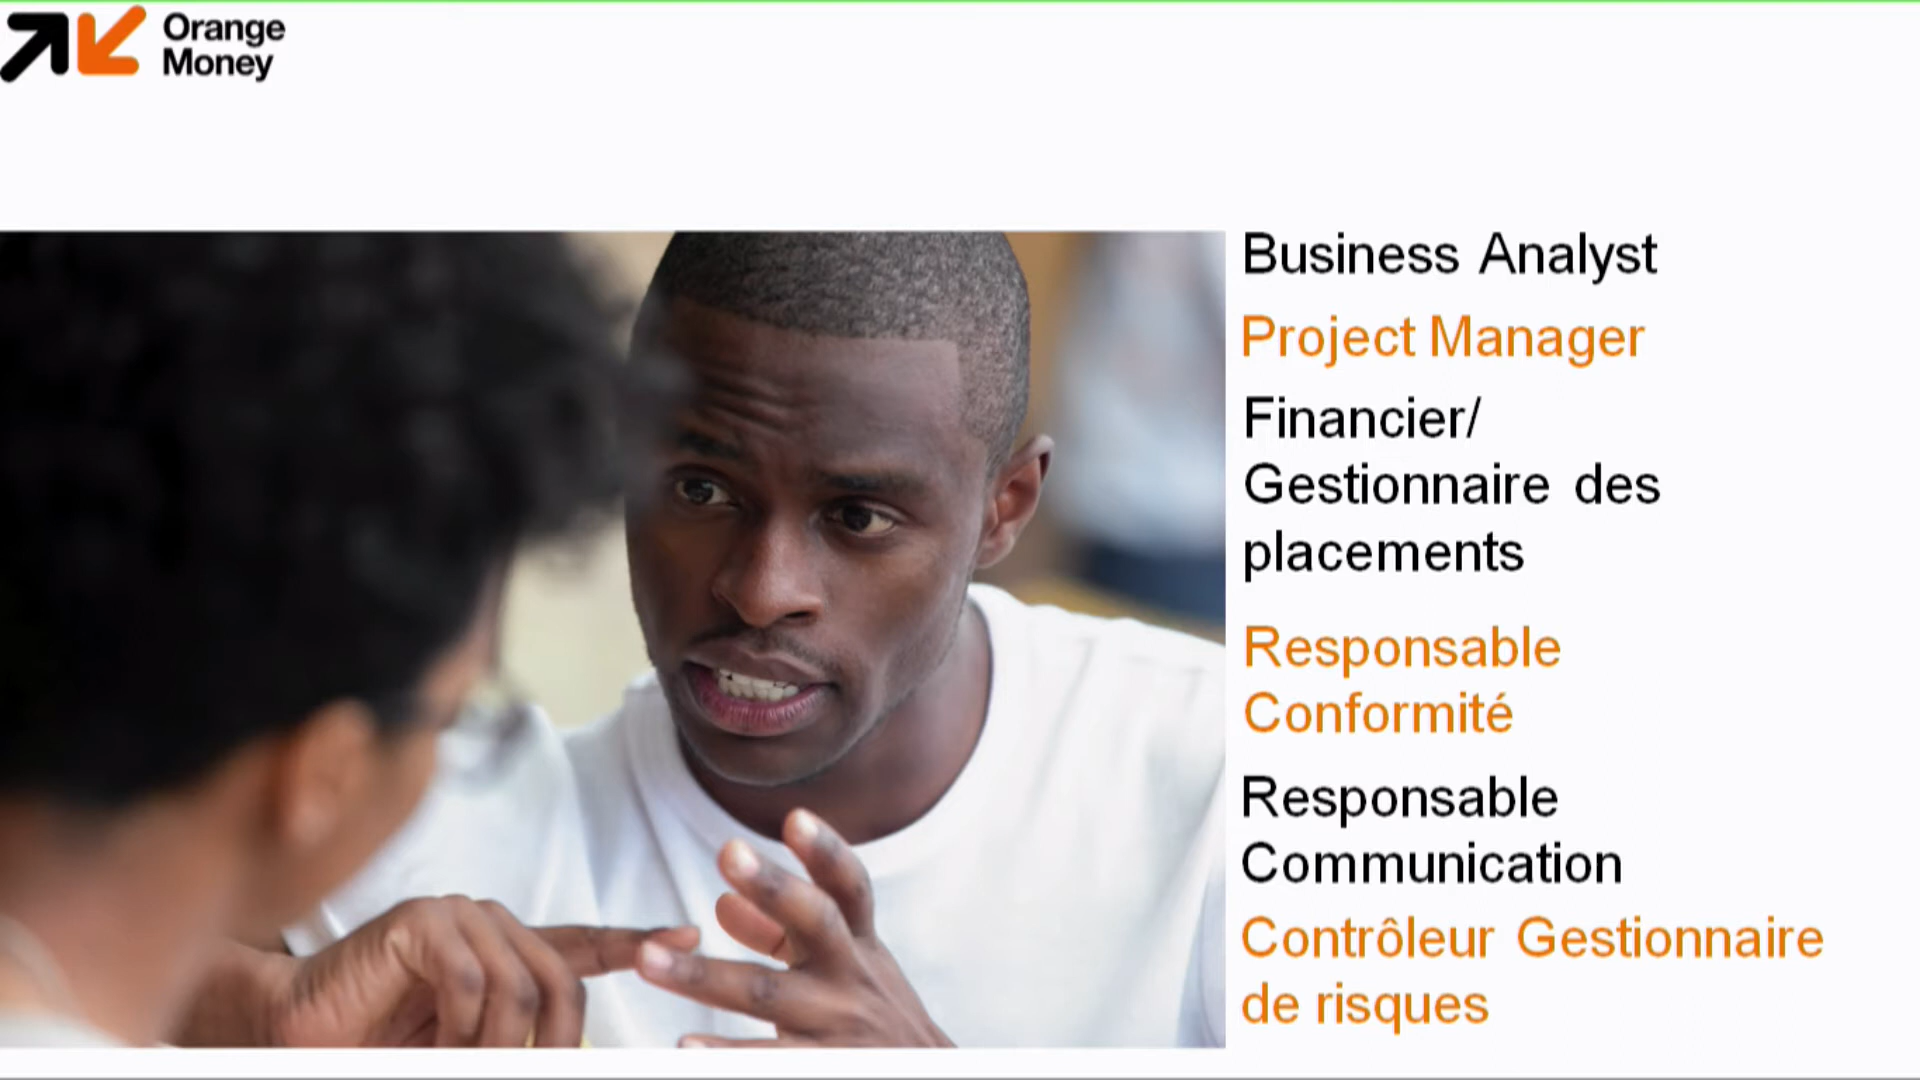 Orange
Money
Business Analyst
Project Manager
Financier/
Gestionnaire des
placements
Responsable
Conformité
Responsable
Communication
Contrôleur Gestionnaire
de risques